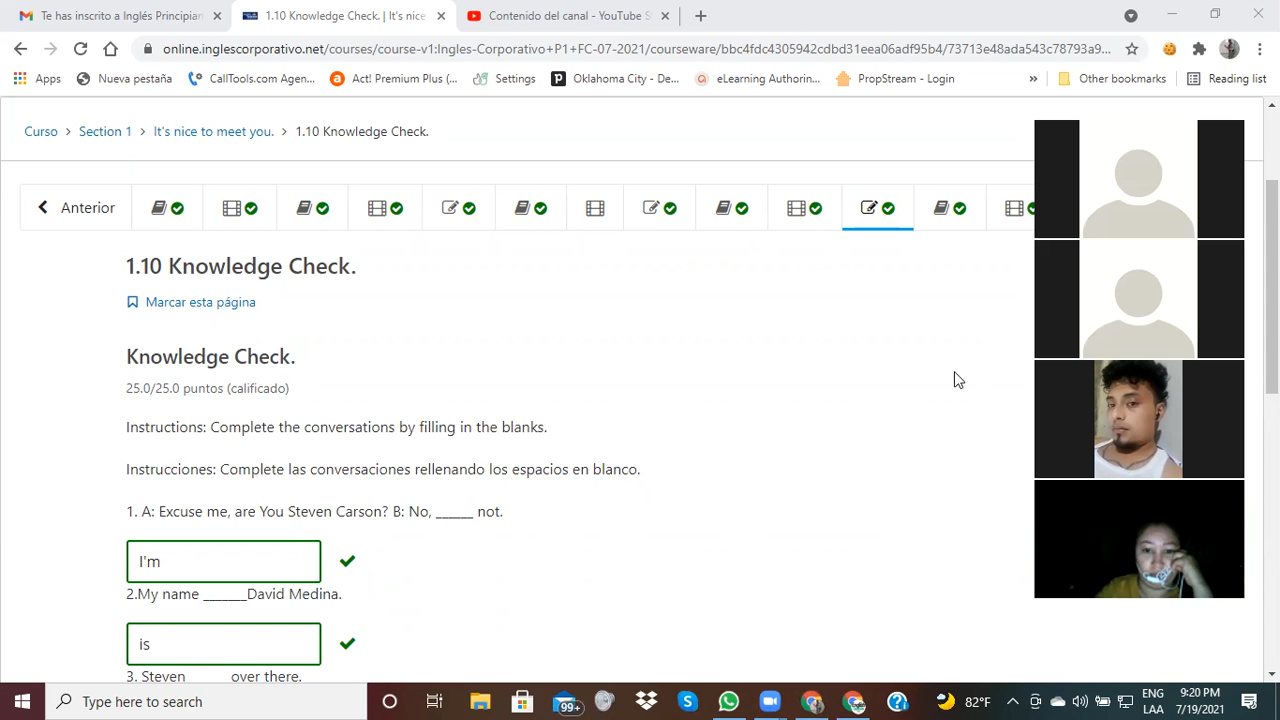 Te has inscrito a Inglés Principian
1.10 Knowledge Check. | It's nice
Contenido del canal - YouTube S
online.inglescorporativo.net/courses/course-v1:Ingles-Corporativo+P1+FC-07-2021/courseware/bbc4fdc4305942cdbd31eea06adf95b4/73713e48ada543c78793a9...
Apps
Nueva pestaña
CallTools.com Agen...
Act! Premium Plus (...
Settings
Oklahoma City - De...
eLearning Authorin...
PropStream - Login
»
Other bookmarks
Reading list
Curso > Section 1 > It's nice to meet you. > 1.10 Knowledge Check.
Anterior
1.10 Knowledge Check.
Marcar esta página
Knowledge Check.
25.0/25.0 puntos (calificado)
Instructions: Complete the conversations by filling in the blanks.
Instrucciones: Complete las conversaciones rellenando los espacios en blanco.
1. A: Excuse me, are You Steven Carson? B: No, ______ not.
I'm
2.My name _______David Medina.
is
3. Steven _____ over there.
Type here to search
99+
82°F
ENG
LAA
9:20 PM
7/19/2021